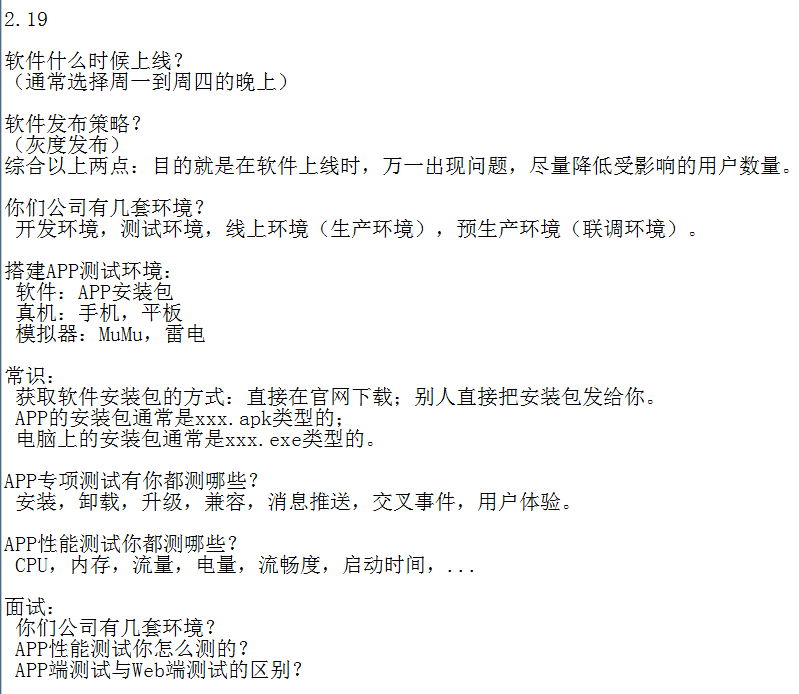 2.19
软件什么时候上线？
（通常选择周一到周四的晚上）
软件发布策略？
（灰度发布）
综合以上两点：目的就是在软件上线时，万一出现问题，尽量降低受影响的用户数量。
你们公司有几套环境？
开发环境，测试环境，线上环境（生产环境），预生产环境（联调环境）。
搭建APP测试环境：
软件：APP安装包
真机：手机，平板
模拟器：MuMu，雷电
常识：
获取软件安装包的方式：直接在官网下载；别人直接把安装包发给你。
APP的安装包通常是xxx.apk类型的；
电脑上的安装包通常是xxx.exe类型的。
APP专项测试有你都测哪些？
安装，卸载，升级，兼容，消息推送，交叉事件，用户体验。
APP性能测试你都测哪些？
CPU，内存，流量，电量，流畅度，启动时间，...
面试：
你们公司有几套环境？
APP性能测试你怎么测的？
APP端测试与Web端测试的区别？